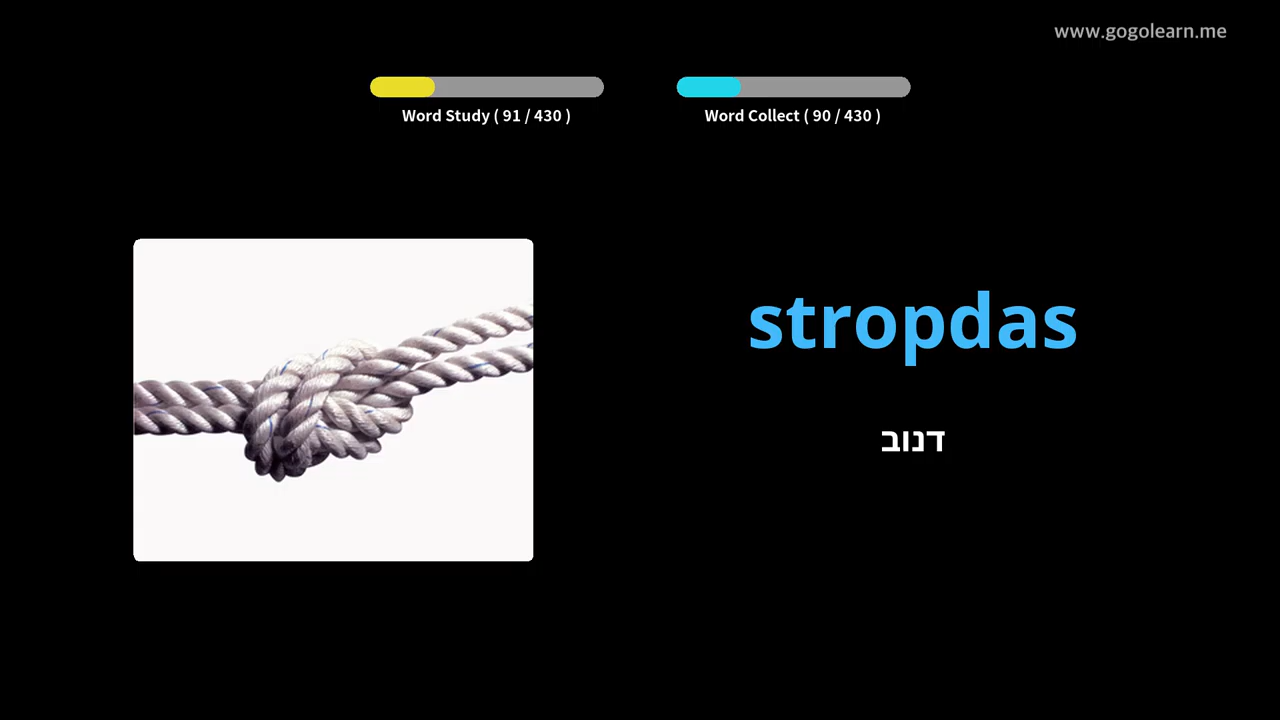 www.gogolearn.me
Word Study ( 91 / 430 )
Word Collect ( 90 / 430 )
stropdas
דנוב